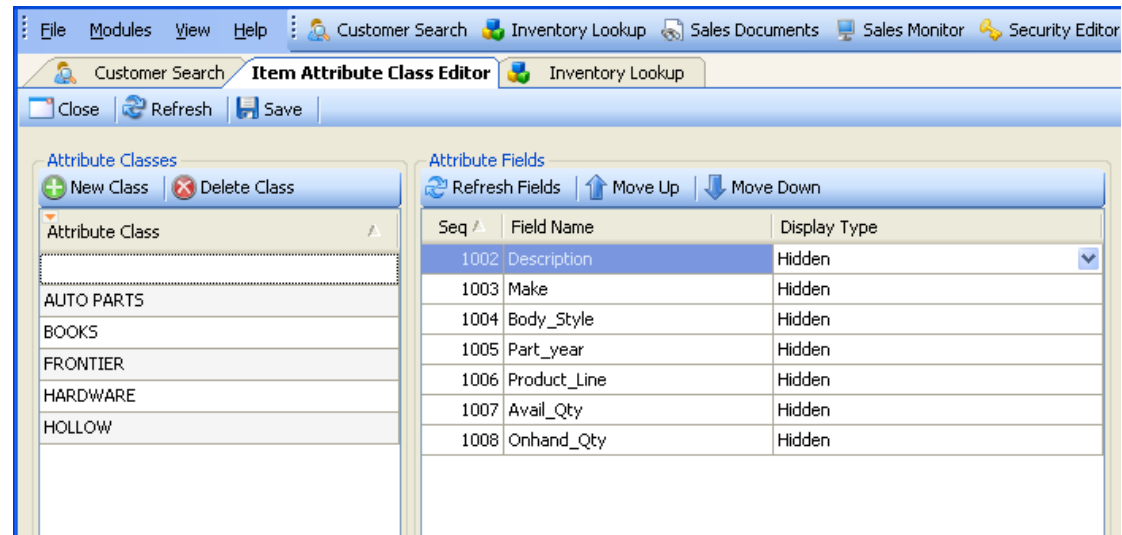 File Modules View Help Customer Search Inventory Lookup Sales Documents Sales Monitor Security Editor
Customer Search Item Attribute Class Editor Inventory Lookup
Close Refresh Save
Attribute Classes Attribute Fields
New Class Delete Class Refresh Fields Move Up Move Down
Attribute Class Seq Field Name Display Type
1002 Description Hidden
AUTO PARTS 1003 Make Hidden
BOOKS 1004 Body_Style Hidden
FRONTIER 1005 Part_year Hidden
HARDWARE 1006 Product_Line Hidden
HOLLOW 1007 Avail_Qty Hidden
1008 Onhand_Qty Hidden